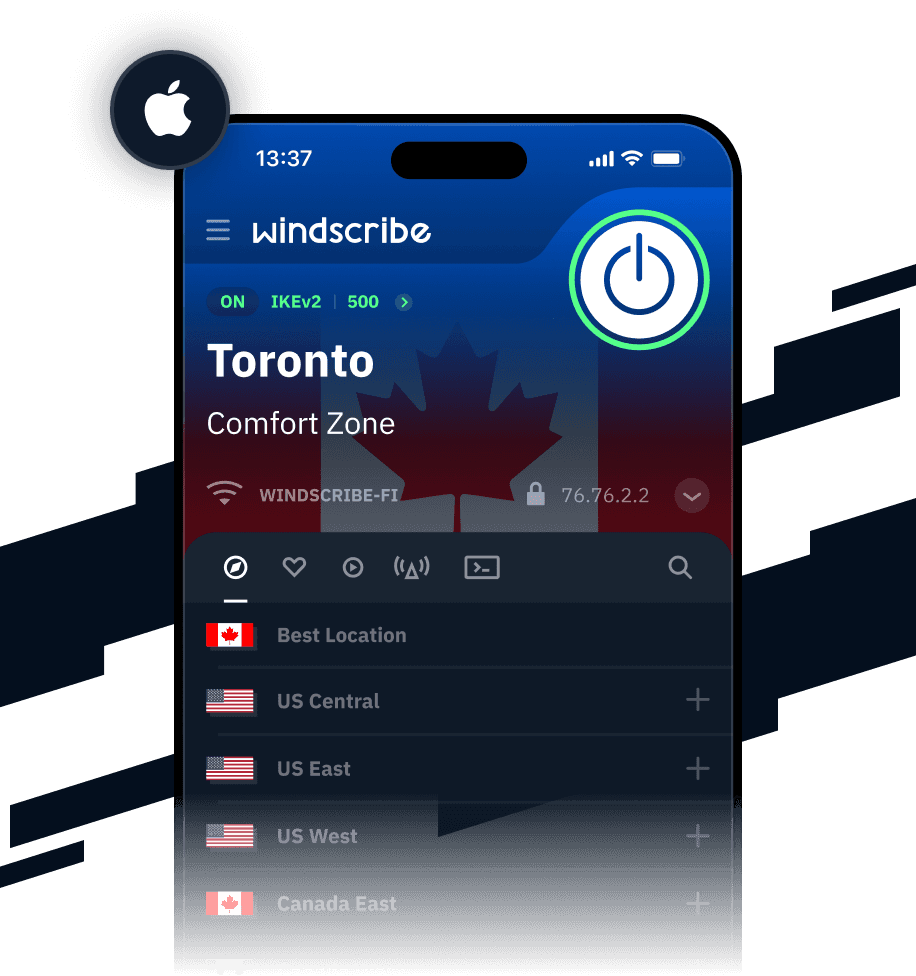 13:37
windscribe
ON IKEv2 | 500
Toronto
Comfort Zone
WINDSCRIBE-FI 76.76.2.2
Best Location
US Central
US East
US West
Canada East